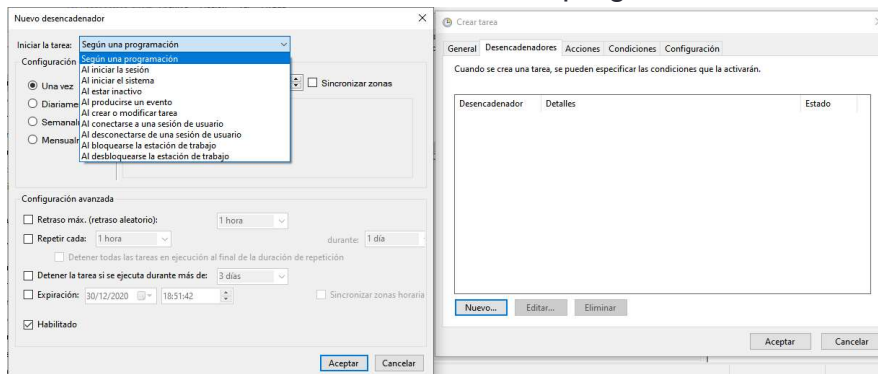 progr
Nuevo desencadenador
Iniciar la tarea: Según una programación
Según una programación
Al iniciar la sesión
Al iniciar el sistema
Al estar inactivo
Al producirse un evento
Al crear o modificar tarea
Al conectarse a una sesión de usuario
Al desconectarse de una sesión de usuario
Al bloquearse la estación de trabajo
Al desbloquearse la estación de trabajo
Configuración
Una vez
Diariame
Semanal
Mensualm
Sincronizar zonas
Configuración avanzada
Retraso máx. (retraso aleatorio): 1 hora
Repetir cada: 1 hora durante: 1 día
Detener todas las tareas en ejecución al final de la duración de repetición
Detener la tarea si se ejecuta durante más de: 3 días
Expiración: 30/12/2020 18:51:42 Sincronizar zonas horaria
Habilitado
Aceptar Cancelar
Crear tarea
General Desencadenadores Acciones Condiciones Configuración
Cuando se crea una tarea, se pueden especificar las condiciones que la activarán.
Desencadenador Detalles Estado
Nuevo... Editar... Eliminar
Aceptar Cancelar